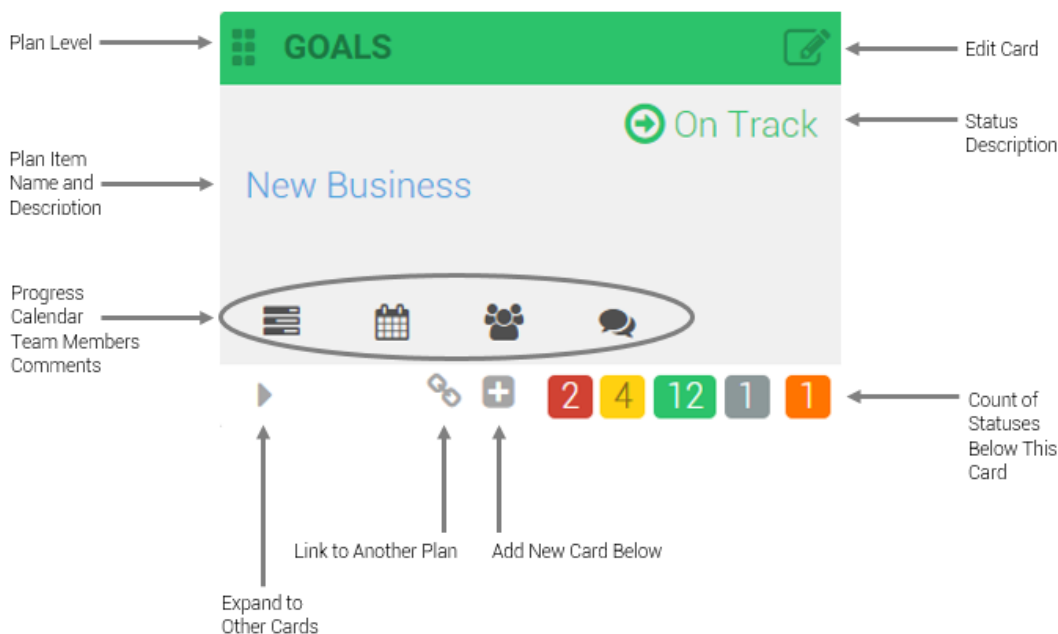 Plan Level
GOALS
Edit Card
On Track
Status
Description
Plan Item
Name and
Description
New Business
Progress
Calendar
Team Members
Comments
2 4 12 1 1
Count of
Statuses
Below This
Card
Link to Another Plan
Add New Card Below
Expand to
Other Cards